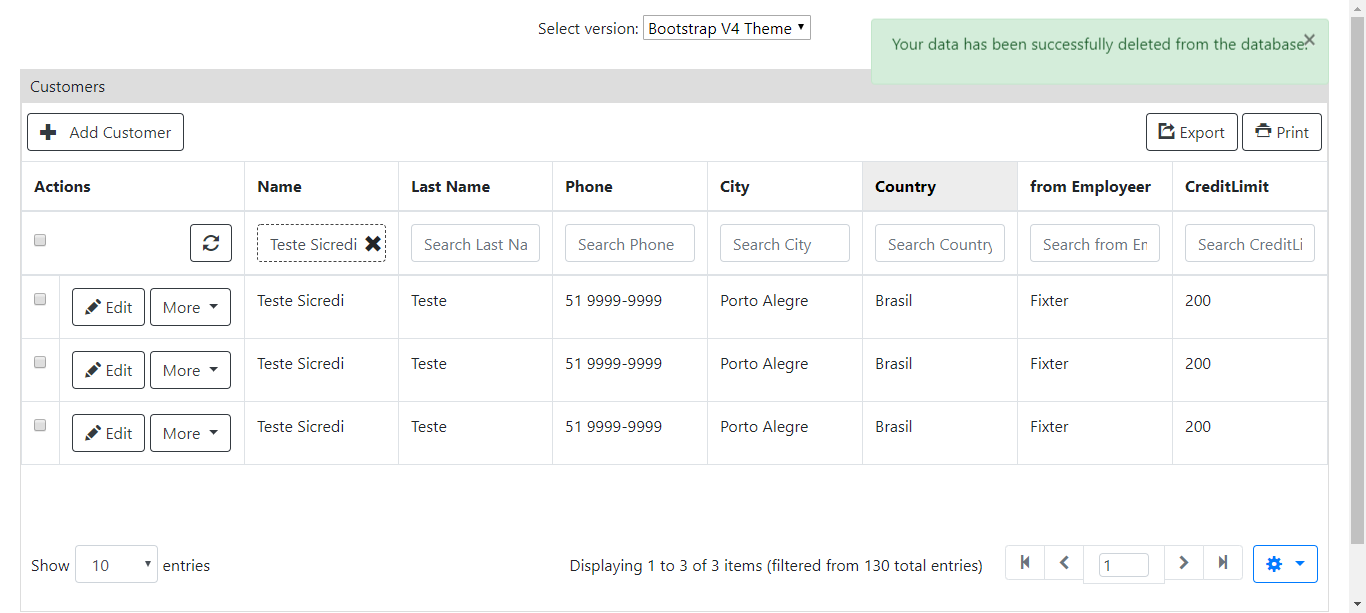 Select version: Bootstrap V4 Theme
Your data has been successfully deleted from the database.
Customers
Add Customer Export Print
Actions Name Last Name Phone City Country from Employeer CreditLimit
Teste Sicredi Search Last Na Search Phone Search City Search Country Search from En Search CreditLi
Edit More Teste Sicredi Teste 51 9999-9999 Porto Alegre Brasil Fixter 200
Edit More Teste Sicredi Teste 51 9999-9999 Porto Alegre Brasil Fixter 200
Edit More Teste Sicredi Teste 51 9999-9999 Porto Alegre Brasil Fixter 200
Show 10 entries Displaying 1 to 3 of 3 items (filtered from 130 total entries) 1